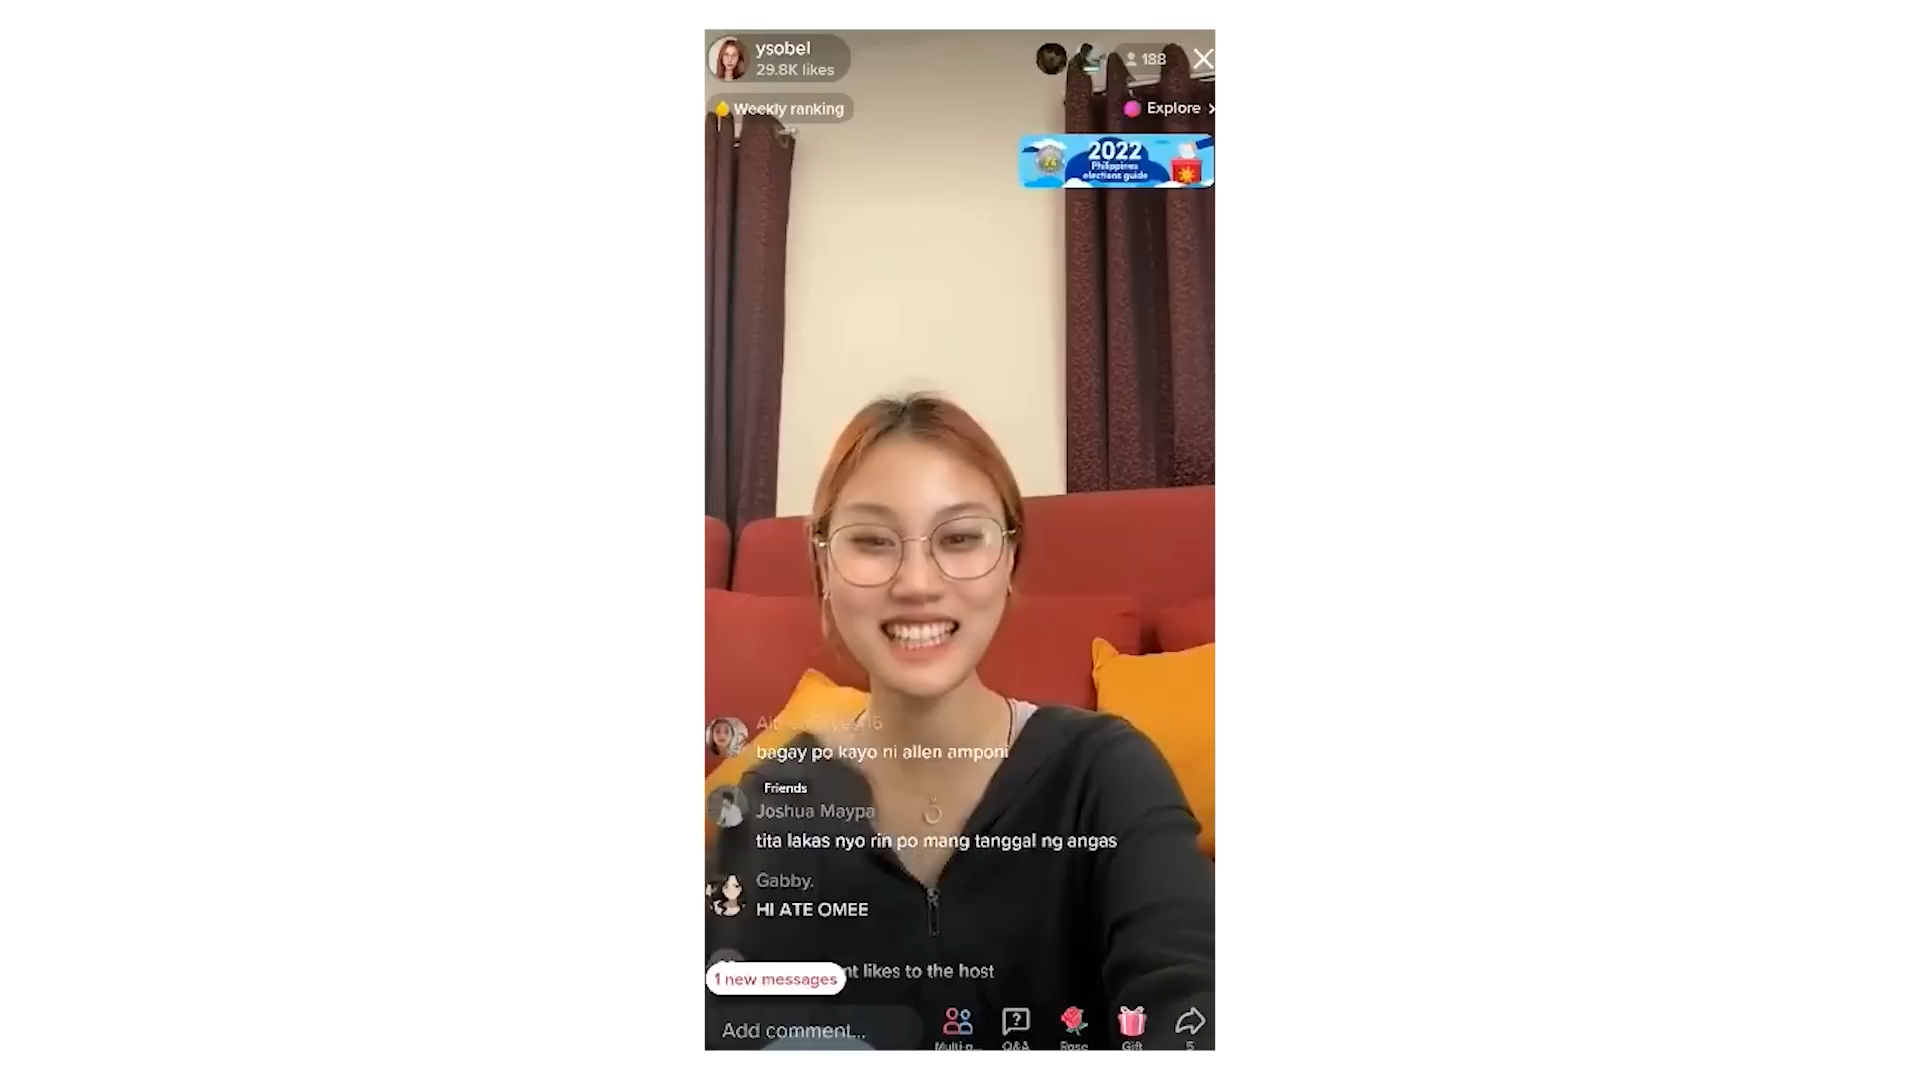 ysobel
29.8K likes
188
Weekly ranking
Explore
2022
Philippines
elections guide
bagay po kayo ni allen amponi
Friends
Joshua Maypa
tita lakas nyo rin po mang tanggal ng angas
Gabby.
HI ATE OMEE
1 new messages
likes to the host
Add comment...
Multi-g...
Q&A
Rose
Gift
5